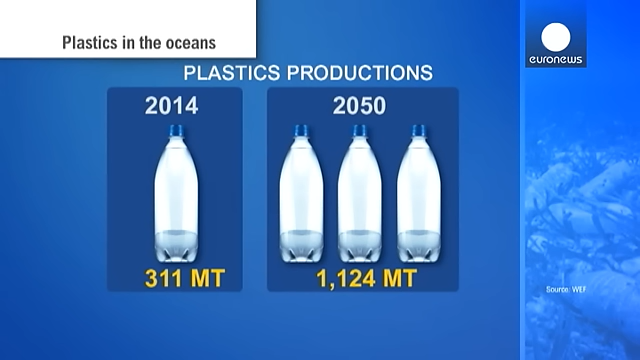 Plastics in the oceans
euronews
PLASTICS PRODUCTIONS
2014
2050
311 MT
1,124 MT
Source: WEF